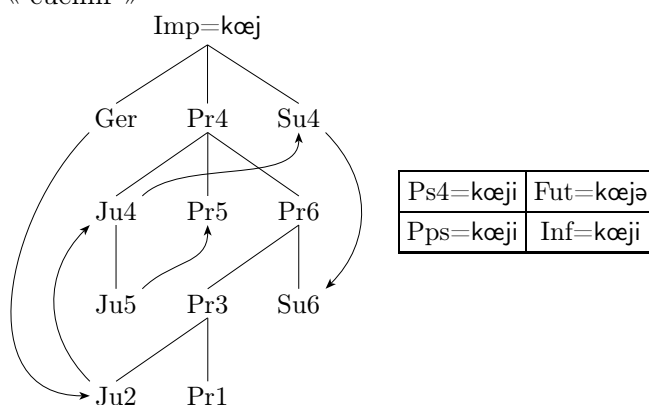 « cueillir »
Imp=kœj
Ger Pr4 Su4
Ju4 Pr5 Pr6
Ps4=kœji Fut=kœjə
Pps=kœji Inf=kœji
Ju5 Pr3 Su6
Ju2 Pr1